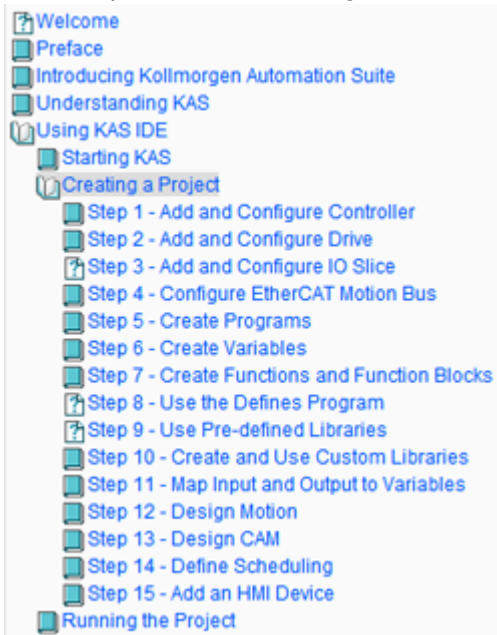 Welcome
Preface
Introducing Kollmorgen Automation Suite
Understanding KAS
Using KAS IDE
Starting KAS
Creating a Project
Step 1 - Add and Configure Controller
Step 2 - Add and Configure Drive
Step 3 - Add and Configure IO Slice
Step 4 - Configure EtherCAT Motion Bus
Step 5 - Create Programs
Step 6 - Create Variables
Step 7 - Create Functions and Function Blocks
Step 8 - Use the Defines Program
Step 9 - Use Pre-defined Libraries
Step 10 - Create and Use Custom Libraries
Step 11 - Map Input and Output to Variables
Step 12 - Design Motion
Step 13 - Design CAM
Step 14 - Define Scheduling
Step 15 - Add an HMI Device
Running the Project